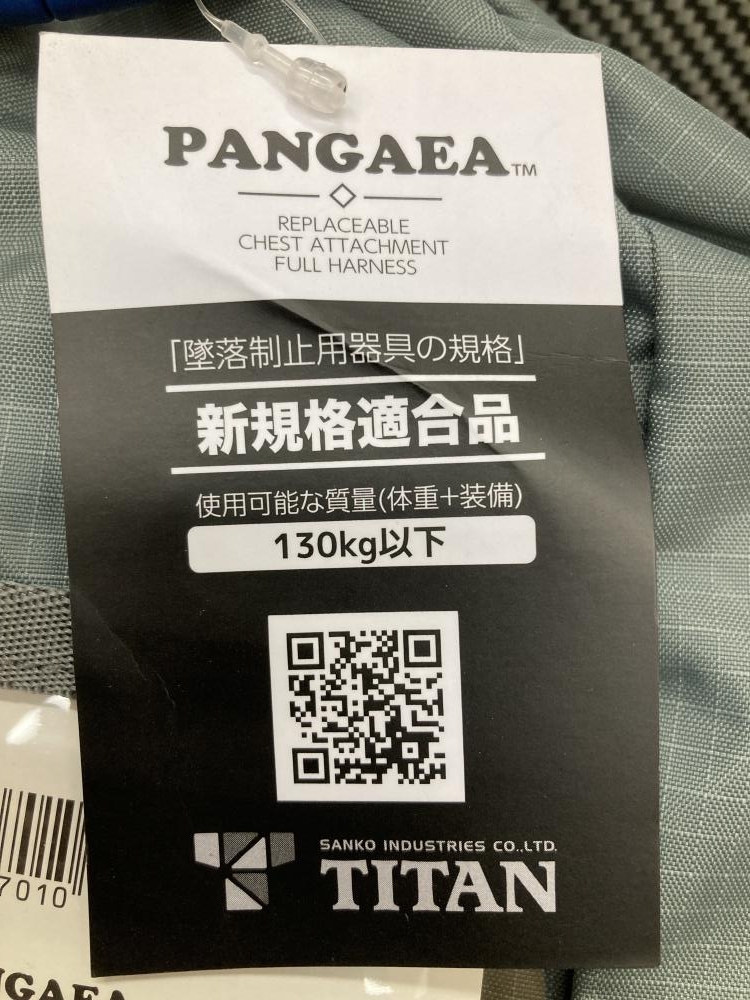 PANGAEA™
REPLACEABLE
CHEST ATTACHMENT
FULL HARNESS
「墜落制止用器具の規格」
新規格適合品
使用可能な質量(体重+装備)
130kg以下
SANKO INDUSTRIES CO.,LTD.
TITAN
7010
NGAEA